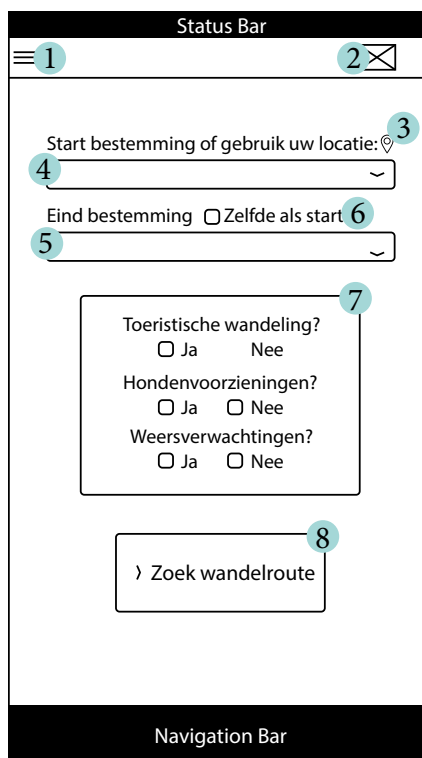 Status Bar
1
2
3
Start bestemming of gebruik uw locatie:
4
Eind bestemming Zelfde als start 6
5
7
Toeristische wandeling?
Ja Nee
Hondenvoorzieningen?
Ja Nee
Weersverwachtingen?
Ja Nee
8
Zoek wandelroute
Navigation Bar